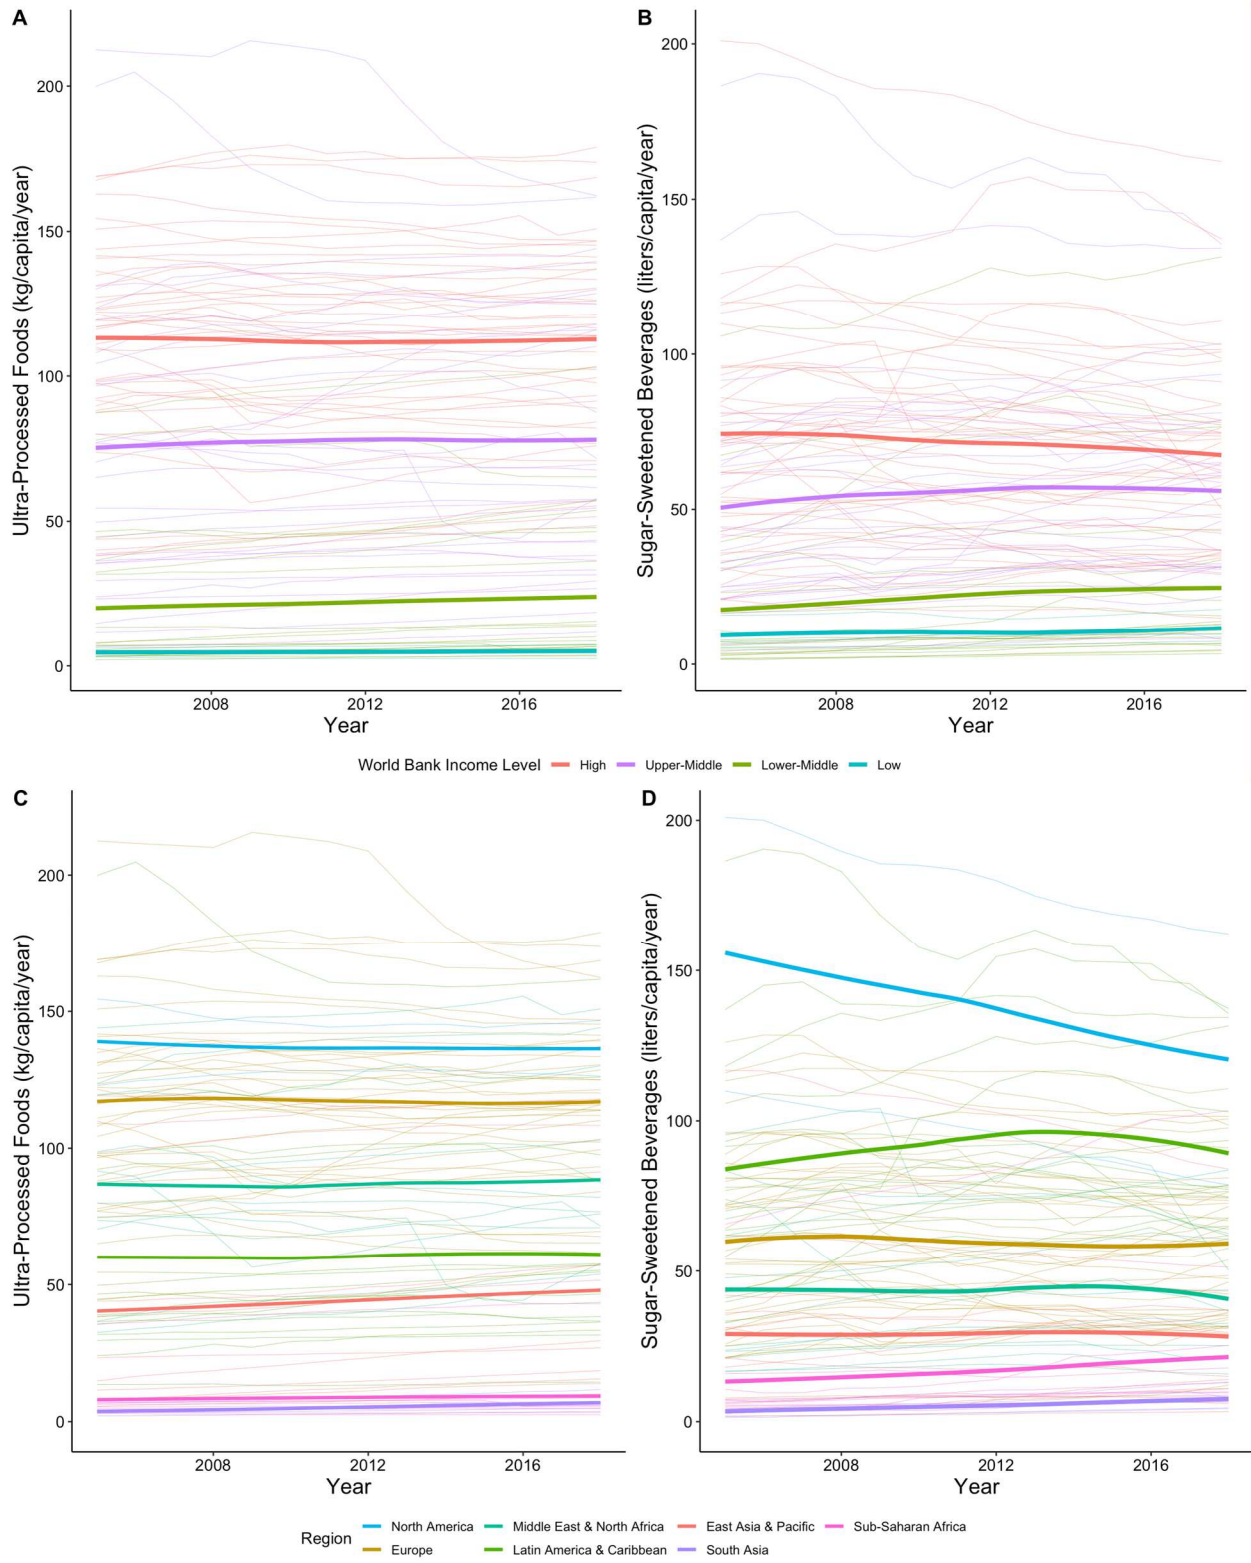 A
B
Ultra-Processed Foods (kg/capita/year)
200
150
100
50
0
2008
2012
2016
Year
Sugar-Sweetened Beverages (liters/capita/year)
200
150
100
50
0
2008
2012
2016
Year
World Bank Income Level High Upper-Middle Lower-Middle Low
C
D
Ultra-Processed Foods (kg/capita/year)
200
150
100
50
0
2008
2012
2016
Year
Sugar-Sweetened Beverages (liters/capita/year)
200
150
100
50
0
2008
2012
2016
Year
Region
North America Middle East & North Africa East Asia & Pacific Sub-Saharan Africa
Europe Latin America & Caribbean South Asia